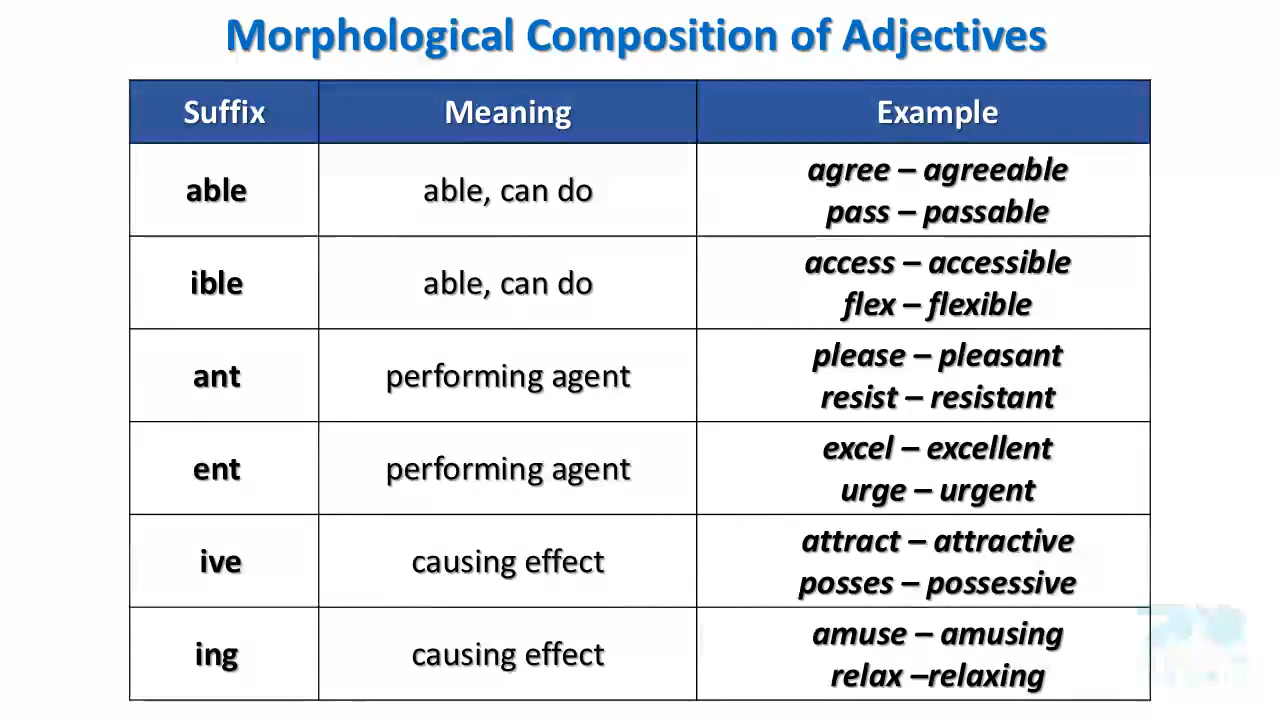 Morphological Composition of Adjectives
Suffix Meaning Example
able able, can do agree – agreeable
pass – passable
ible able, can do access – accessible
flex – flexible
ant performing agent please – pleasant
resist – resistant
ent performing agent excel – excellent
urge – urgent
ive causing effect attract – attractive
posses – possessive
ing causing effect amuse – amusing
relax –relaxing